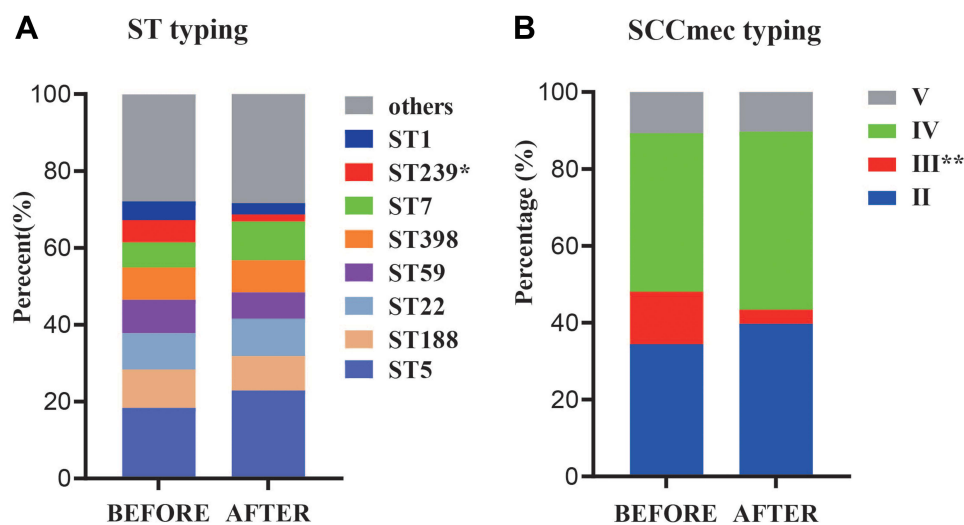 A
ST typing
Perecent(%)
100
80
60
40
20
0
BEFORE AFTER
others
ST1
ST239*
ST7
ST398
ST59
ST22
ST188
ST5
B
SCCmec typing
Percentage (%)
100
80
60
40
20
0
BEFORE AFTER
V
IV
III**
II